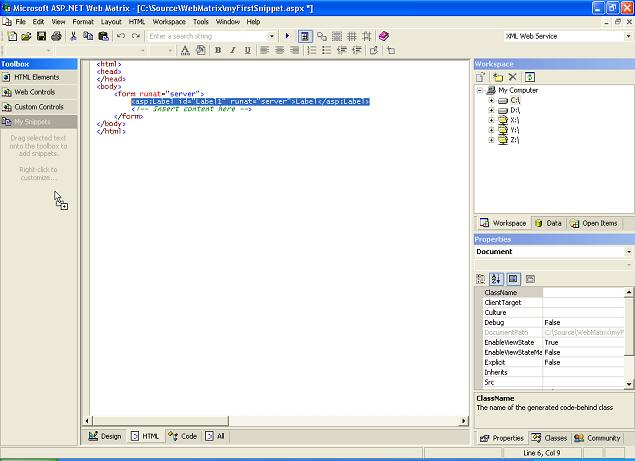 Microsoft ASP.NET Web Matrix - [C:\Source\WebMatrix\myFirstSnippet.aspx *]
File Edit View Format Layout HTML Workspace Tools Window Help
Enter a search string
XML Web Service
Toolbox
HTML Elements
Web Controls
Custom Controls
My Snippets
Drag selected text
onto the toolbox to
add snippets.
Right-click to
customize...
<html>
<head>
</head>
<body>
<form runat="server">
<asp:Label id="Label1" runat="server">Label</asp:Label>
<!-- Insert content here -->
</form>
</body>
</html>
Design HTML Code All
Workspace
My Computer
C:\
D:\
X:\
Y:\
Z:\
Workspace Data Open Items
Properties
Document
ClassName
ClientTarget
Culture
Debug False
DocumentPath C:\Source\WebMatrix\myF
EnableViewState True
EnableViewStateMa False
Explicit False
Inherits
Src
ClassName
The name of the generated code-behind class
Properties Classes Community
Line 6, Col 9